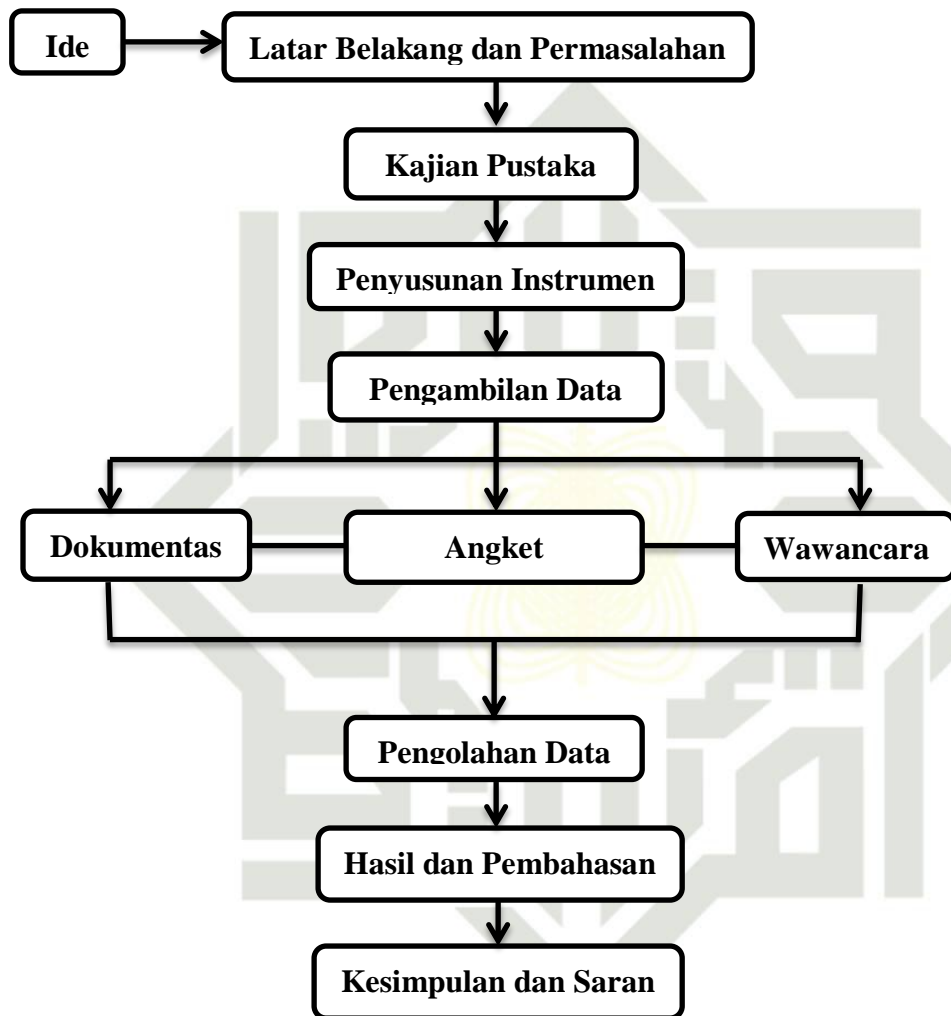 Ide
Latar Belakang dan Permasalahan
Kajian Pustaka
Penyusunan Instrumen
Pengambilan Data
Dokumentas
Angket
Wawancara
Pengolahan Data
Hasil dan Pembahasan
Kesimpulan dan Saran